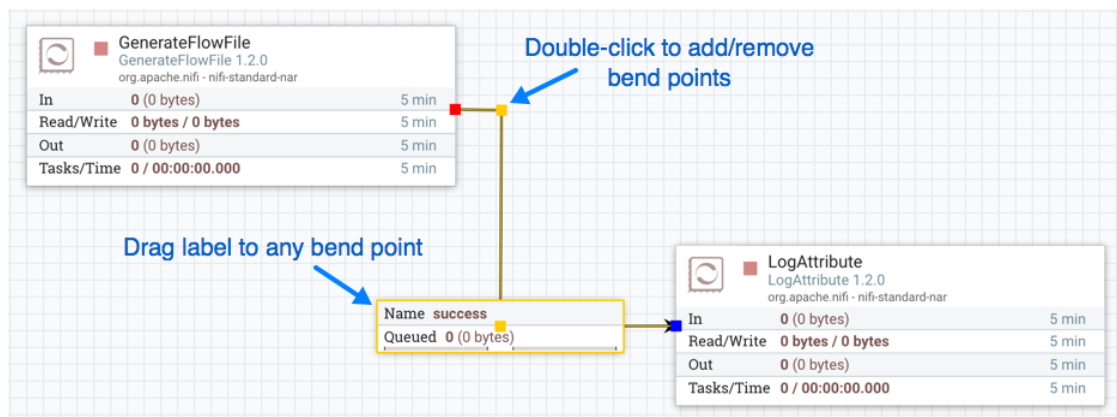 GenerateFlowFile
GenerateFlowFile 1.2.0
org.apache.nifi - nifi-standard-nar
In 0 (0 bytes) 5 min
Read/Write 0 bytes / 0 bytes 5 min
Out 0 (0 bytes) 5 min
Tasks/Time 0 / 00:00:00.000 5 min
Double-click to add/remove
bend points
Drag label to any bend point
Name success
Queued 0 (0 bytes)
LogAttribute
LogAttribute 1.2.0
org.apache.nifi - nifi-standard-nar
In 0 (0 bytes) 5 min
Read/Write 0 bytes / 0 bytes 5 min
Out 0 (0 bytes) 5 min
Tasks/Time 0 / 00:00:00.000 5 min